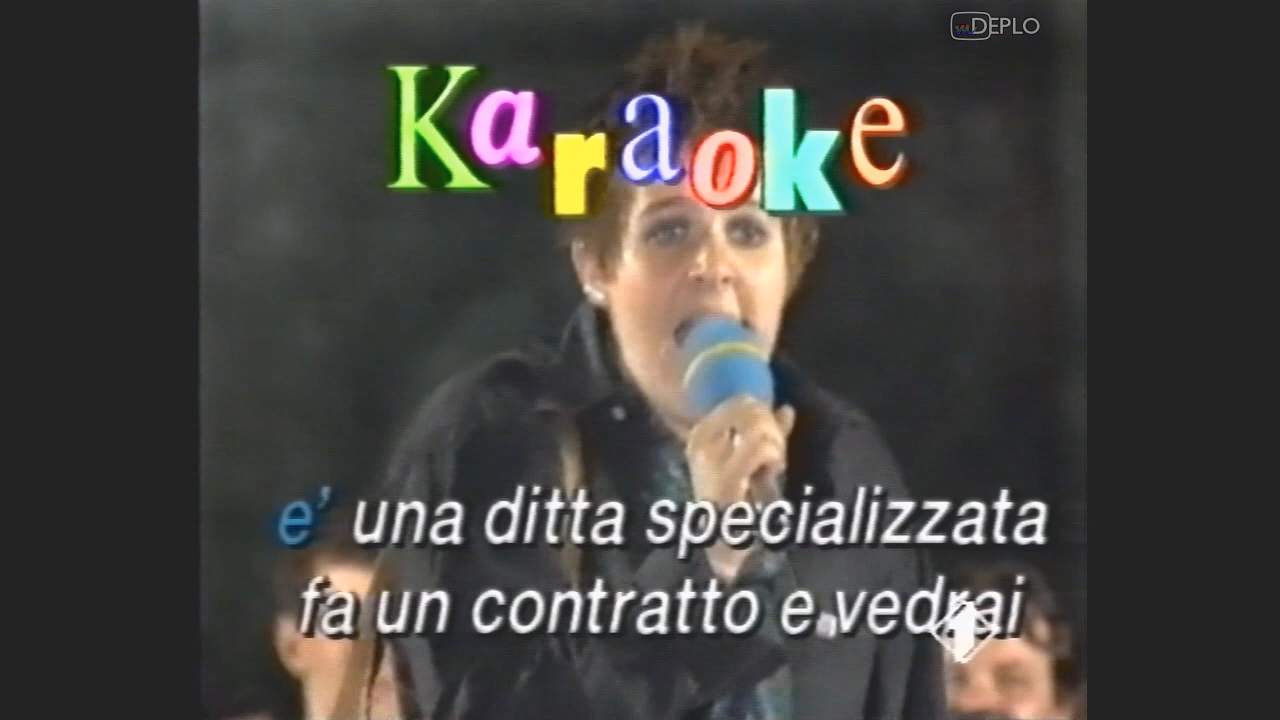 DEPLO
Karaoke
e' una ditta specializzata
fa un contratto e vedrai